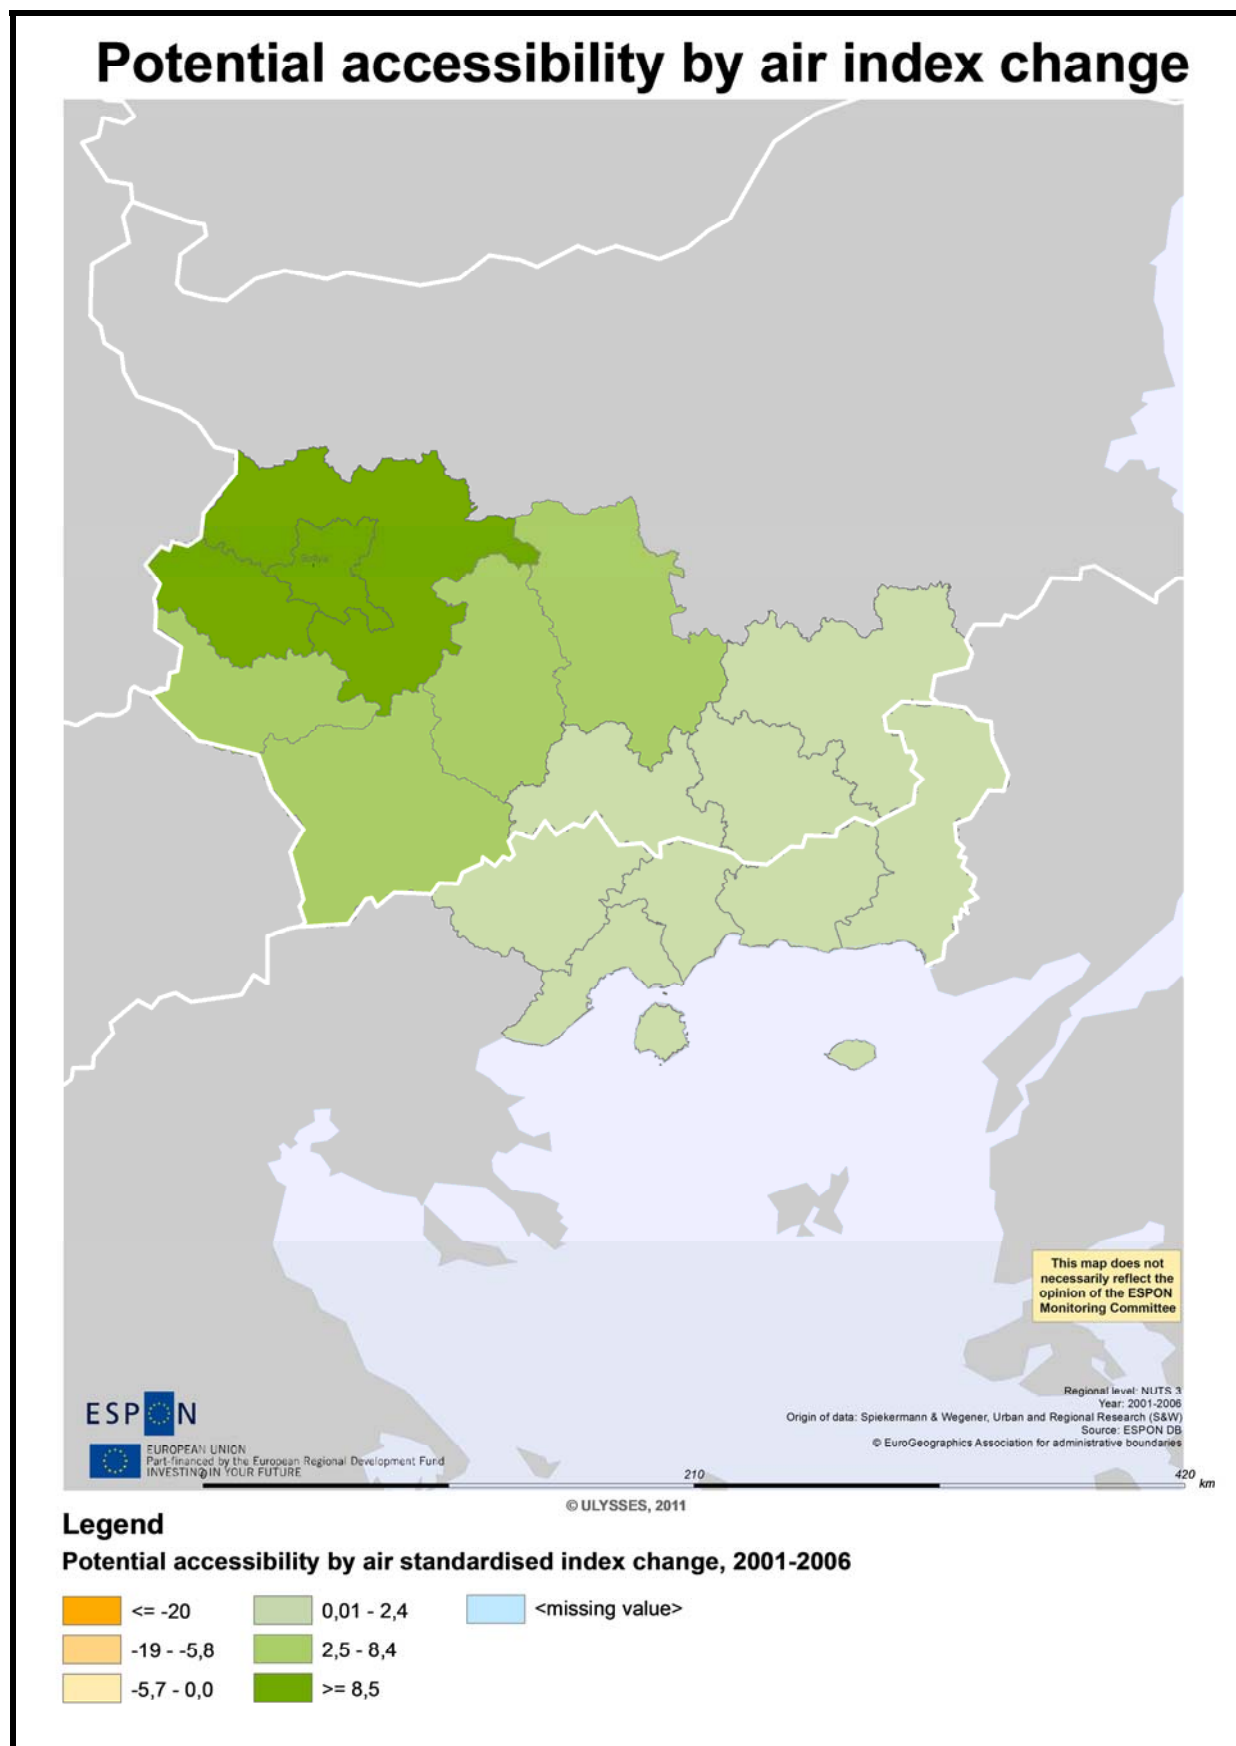 Potential accessibility by air index change
This map does not
necessarily reflect the
opinion of the ESPON
Monitoring Committee
ESPON
EUROPEAN UNION
Part-financed by the European Regional Development Fund
INVESTING IN YOUR FUTURE
Regional level: NUTS 3
Year: 2001-2006
Origin of data: Spiekermann & Wegener, Urban and Regional Research (S&W)
Source: ESPON DB
© EuroGeographics Association for administrative boundaries
0 210 420
km
© ULYSSES, 2011
Legend
Potential accessibility by air standardised index change, 2001-2006
<= -20
-19 - -5,8
-5,7 - 0,0
0,01 - 2,4
2,5 - 8,4
>= 8,5
<missing value>